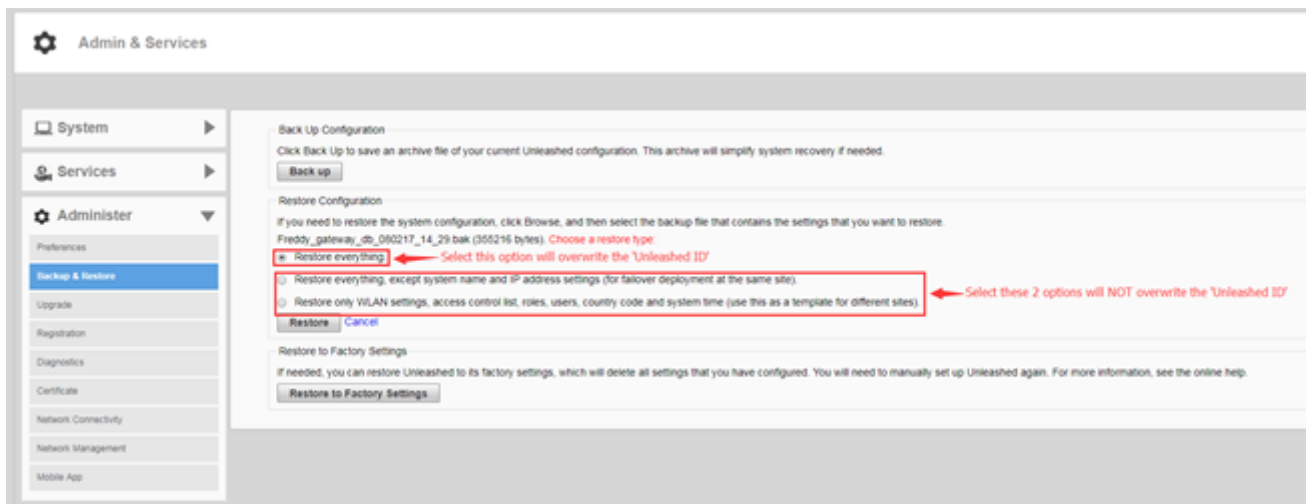 Admin & Services
System
Services
Administer
Preferences
Backup & Restore
Upgrade
Registration
Diagnostics
Certificate
Network Connectivity
Network Management
Mobile App
Back Up Configuration
Click Back Up to save an archive file of your current Unleashed configuration. This archive will simplify system recovery if needed.
Back up
Restore Configuration
If you need to restore the system configuration, click Browse, and then select the backup file that contains the settings that you want to restore.
Freddy_gateway_db_080217_14_29.bak (355216 bytes). Choose a restore type:
Restore everything. Select this option will overwrite the 'Unleashed ID'
Restore everything, except system name and IP address settings (for failover deployment at the same site).
Select these 2 options will NOT overwrite the 'Unleashed ID'
Restore only WLAN settings, access control list, roles, users, country code and system time (use this as a template for different sites).
Restore Cancel
Restore to Factory Settings
If needed, you can restore Unleashed to its factory settings, which will delete all settings that you have configured. You will need to manually set up Unleashed again. For more information, see the online help.
Restore to Factory Settings